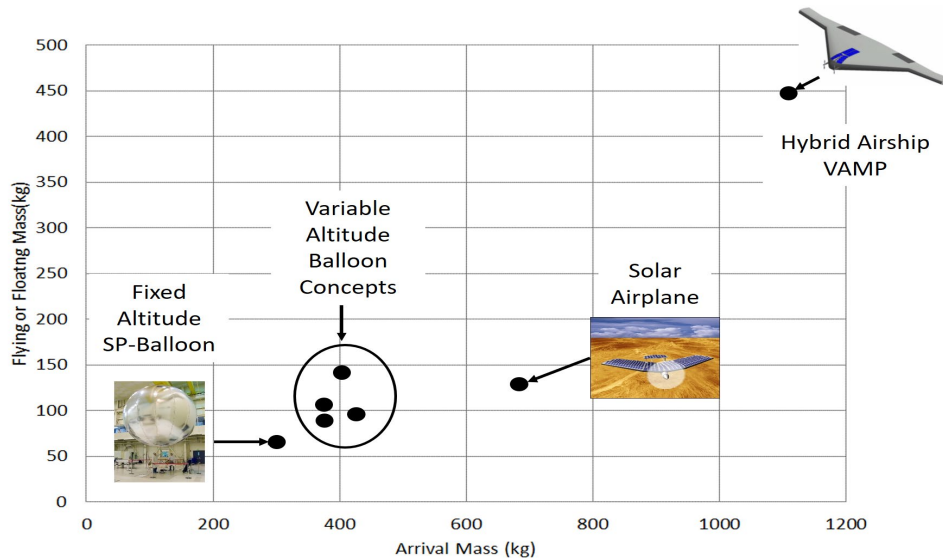 500
450
400
350
300
250
200
150
100
50
0
Flying or Floatng Mass(kg)
0
200
400
600
800
1000
1200
Arrival Mass (kg)
Fixed
Altitude
SP-Balloon
Variable
Altitude
Balloon
Concepts
Solar
Airplane
Hybrid Airship
VAMP